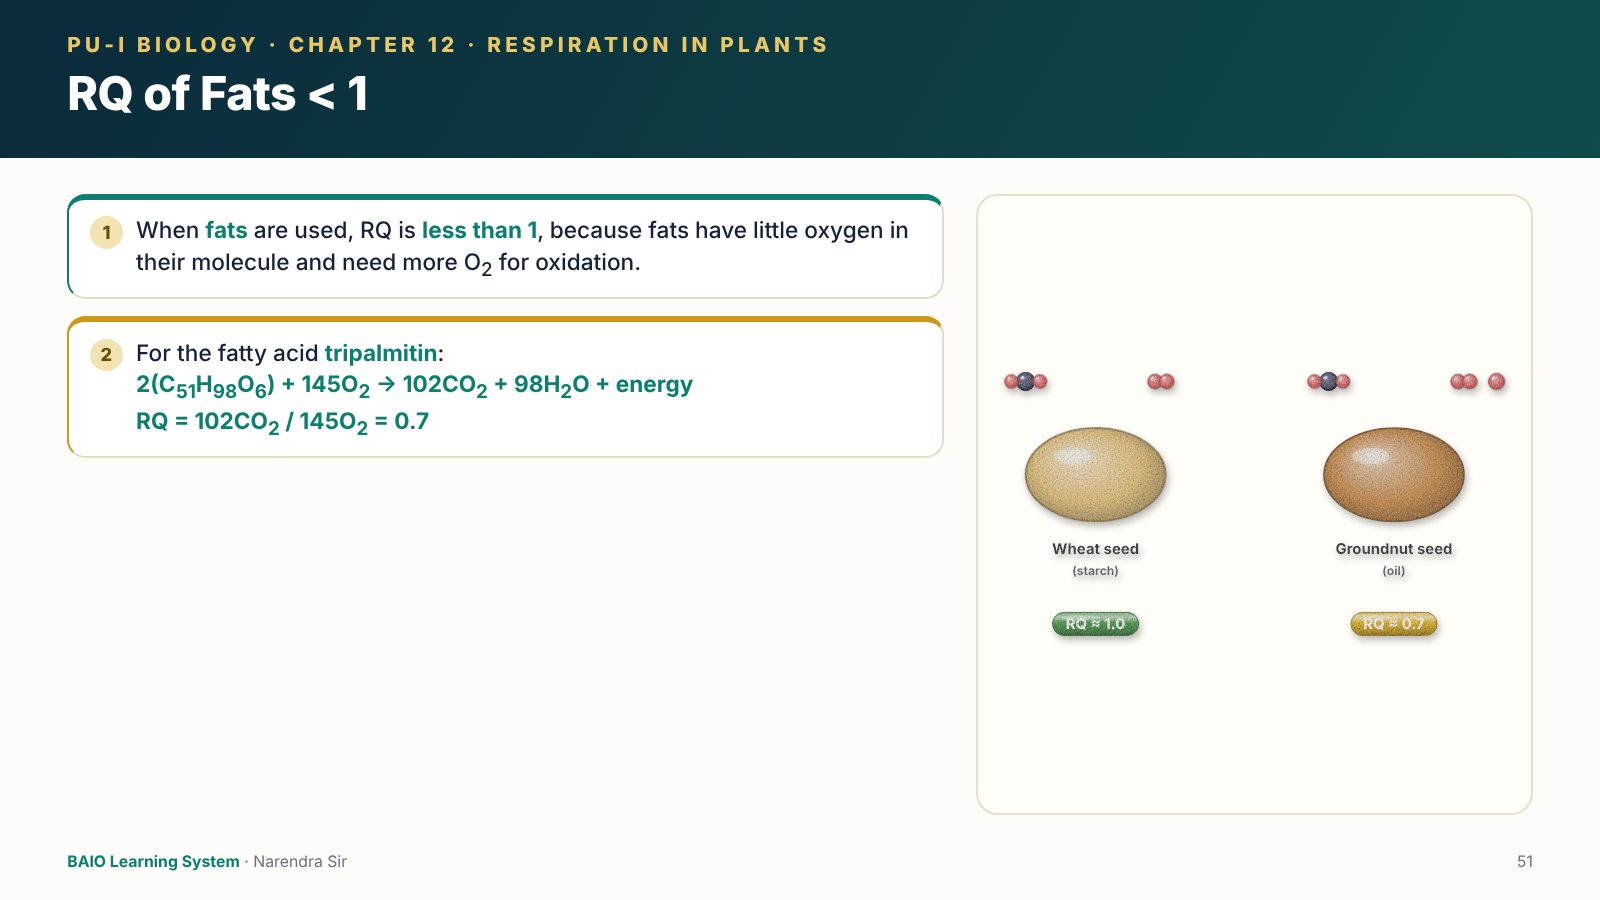 PU-I BIOLOGY · CHAPTER 12 · RESPIRATION IN PLANTS
RQ of Fats < 1
1 When fats are used, RQ is less than 1, because fats have little oxygen in
their molecule and need more O₂ for oxidation.
2 For the fatty acid tripalmitin:
2(C₅₁H₉₈O₆) + 145O₂ → 102CO₂ + 98H₂O + energy
RQ = 102CO₂ / 145O₂ = 0.7
Wheat seed
(starch)
RQ ≈ 1.0
Groundnut seed
(oil)
RQ ≈ 0.7
BAIO Learning System · Narendra Sir
51